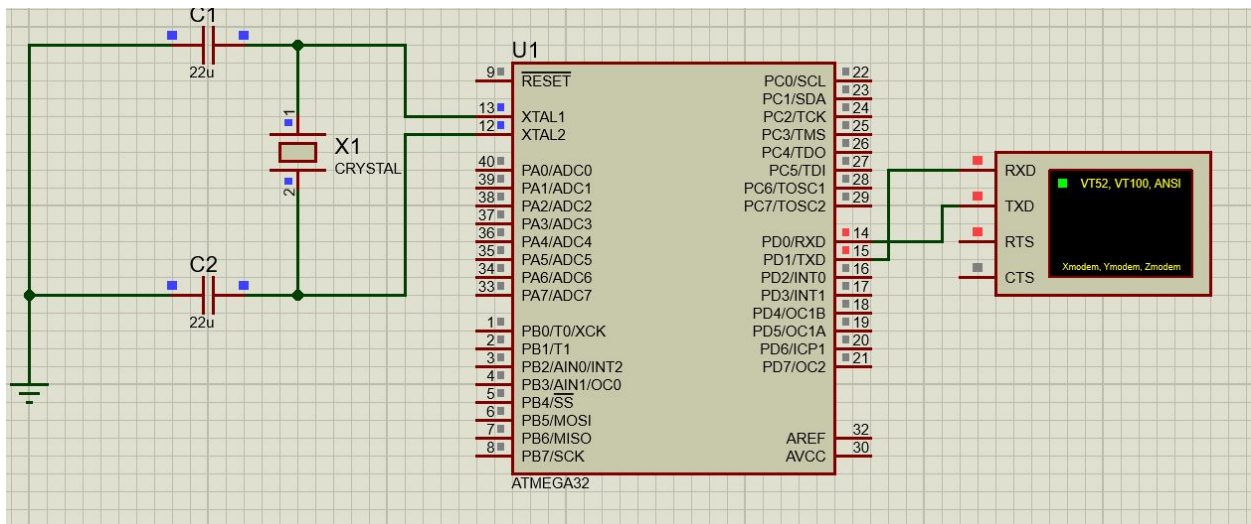 C1
22u
X1
CRYSTAL
1
2
C2
22u
U1
9 RESET
13 XTAL1
12 XTAL2
40 PA0/ADC0
39 PA1/ADC1
38 PA2/ADC2
37 PA3/ADC3
36 PA4/ADC4
35 PA5/ADC5
34 PA6/ADC6
33 PA7/ADC7
1 PB0/T0/XCK
2 PB1/T1
3 PB2/AIN0/INT2
4 PB3/AIN1/OC0
5 PB4/SS
6 PB5/MOSI
7 PB6/MISO
8 PB7/SCK
PC0/SCL 22
PC1/SDA 23
PC2/TCK 24
PC3/TMS 25
PC4/TDO 26
PC5/TDI 27
PC6/TOSC1 28
PC7/TOSC2 29
PD0/RXD 14
PD1/TXD 15
PD2/INT0 16
PD3/INT1 17
PD4/OC1B 18
PD5/OC1A 19
PD6/ICP1 20
PD7/OC2 21
AREF 32
AVCC 30
ATMEGA32
RXD
TXD
RTS
CTS
VT52, VT100, ANSI
Xmodem, Ymodem, Zmodem